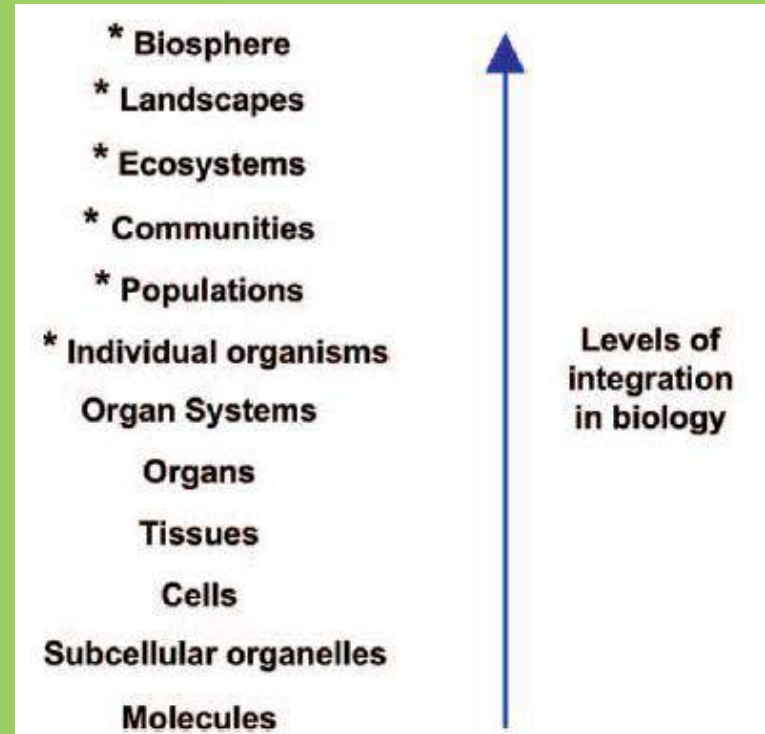 * Biosphere
* Landscapes
* Ecosystems
* Communities
* Populations
* Individual organisms
Organ Systems
Organs
Tissues
Cells
Subcellular organelles
Molecules
Levels of
integration
in biology